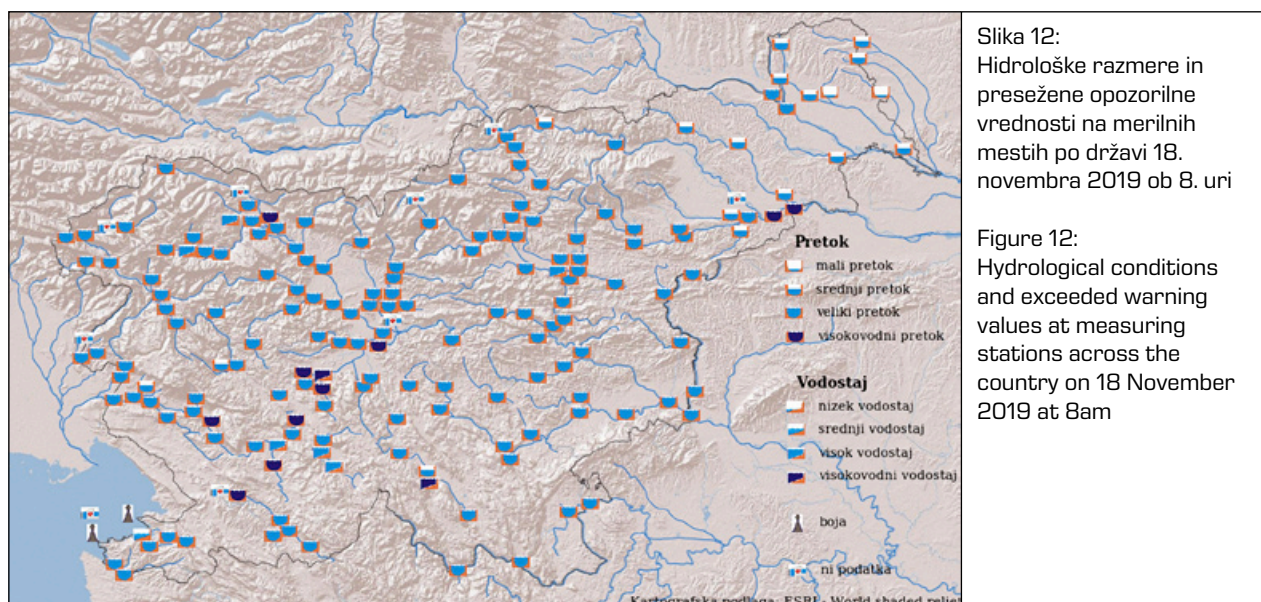 Pretok
mali pretok
srednji pretok
veliki pretok
visokovodni pretok
Vodostaj
nizek vodostaj
srednji vodostaj
visok vodostaj
visokovodni vodostaj
boja
ni podatka
Kartografska podlaga: ESRI - World shaded relief
Slika 12:
Hidrološke razmere in
presežene opozorilne
vrednosti na merilnih
mestih po državi 18.
novembra 2019 ob 8. uri
Figure 12:
Hydrological conditions
and exceeded warning
values at measuring
stations across the
country on 18 November
2019 at 8am